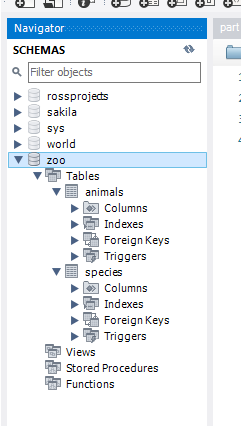 Navigator
part
SCHEMAS
Filter objects
rossprojects
sakila
sys
world
zoo
Tables
animals
Columns
Indexes
Foreign Keys
Triggers
species
Columns
Indexes
Foreign Keys
Triggers
Views
Stored Procedures
Functions